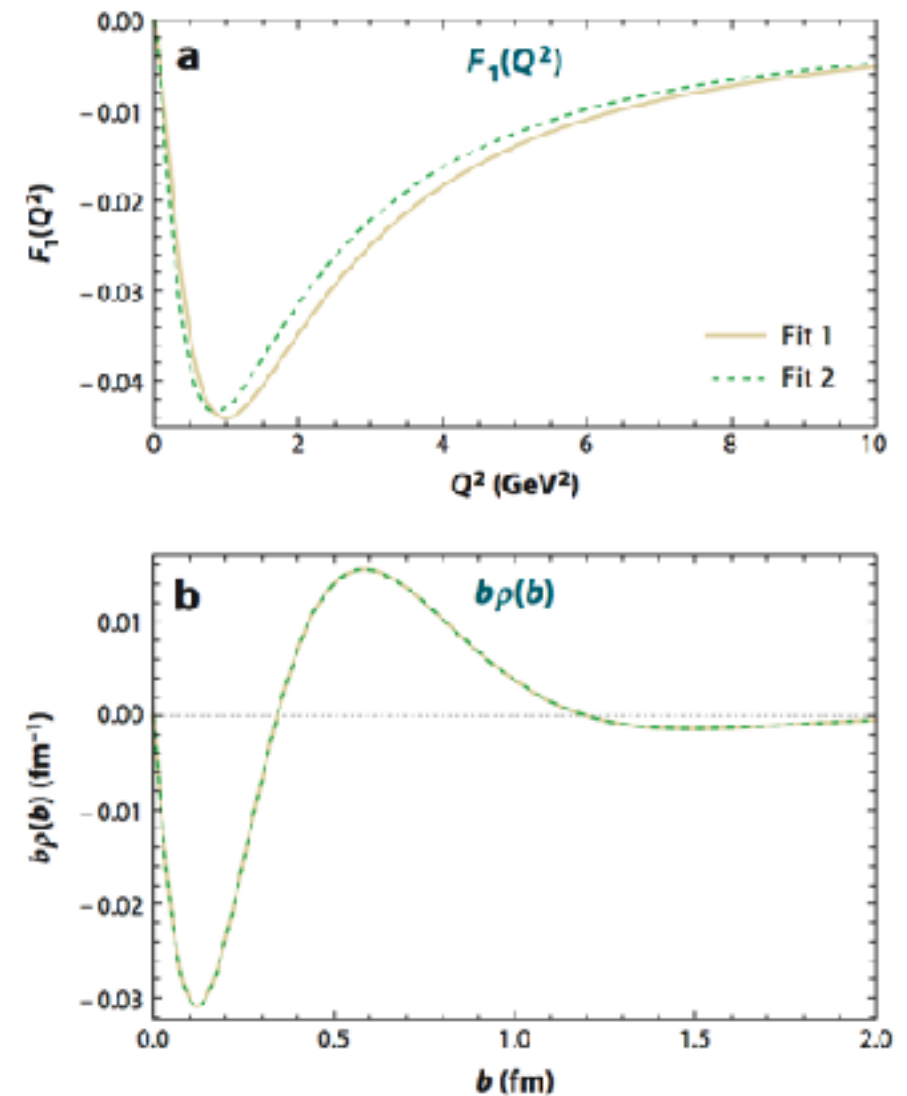 a
F₁(Q²)
0.00
−0.01
−0.02
−0.03
−0.04
F₁(Q²)
Fit 1
Fit 2
0 2 4 6 8 10
Q² (GeV²)
b
bρ(b)
0.01
0.00
−0.01
−0.02
−0.03
bρ(b) (fm⁻¹)
0.0 0.5 1.0 1.5 2.0
b (fm)